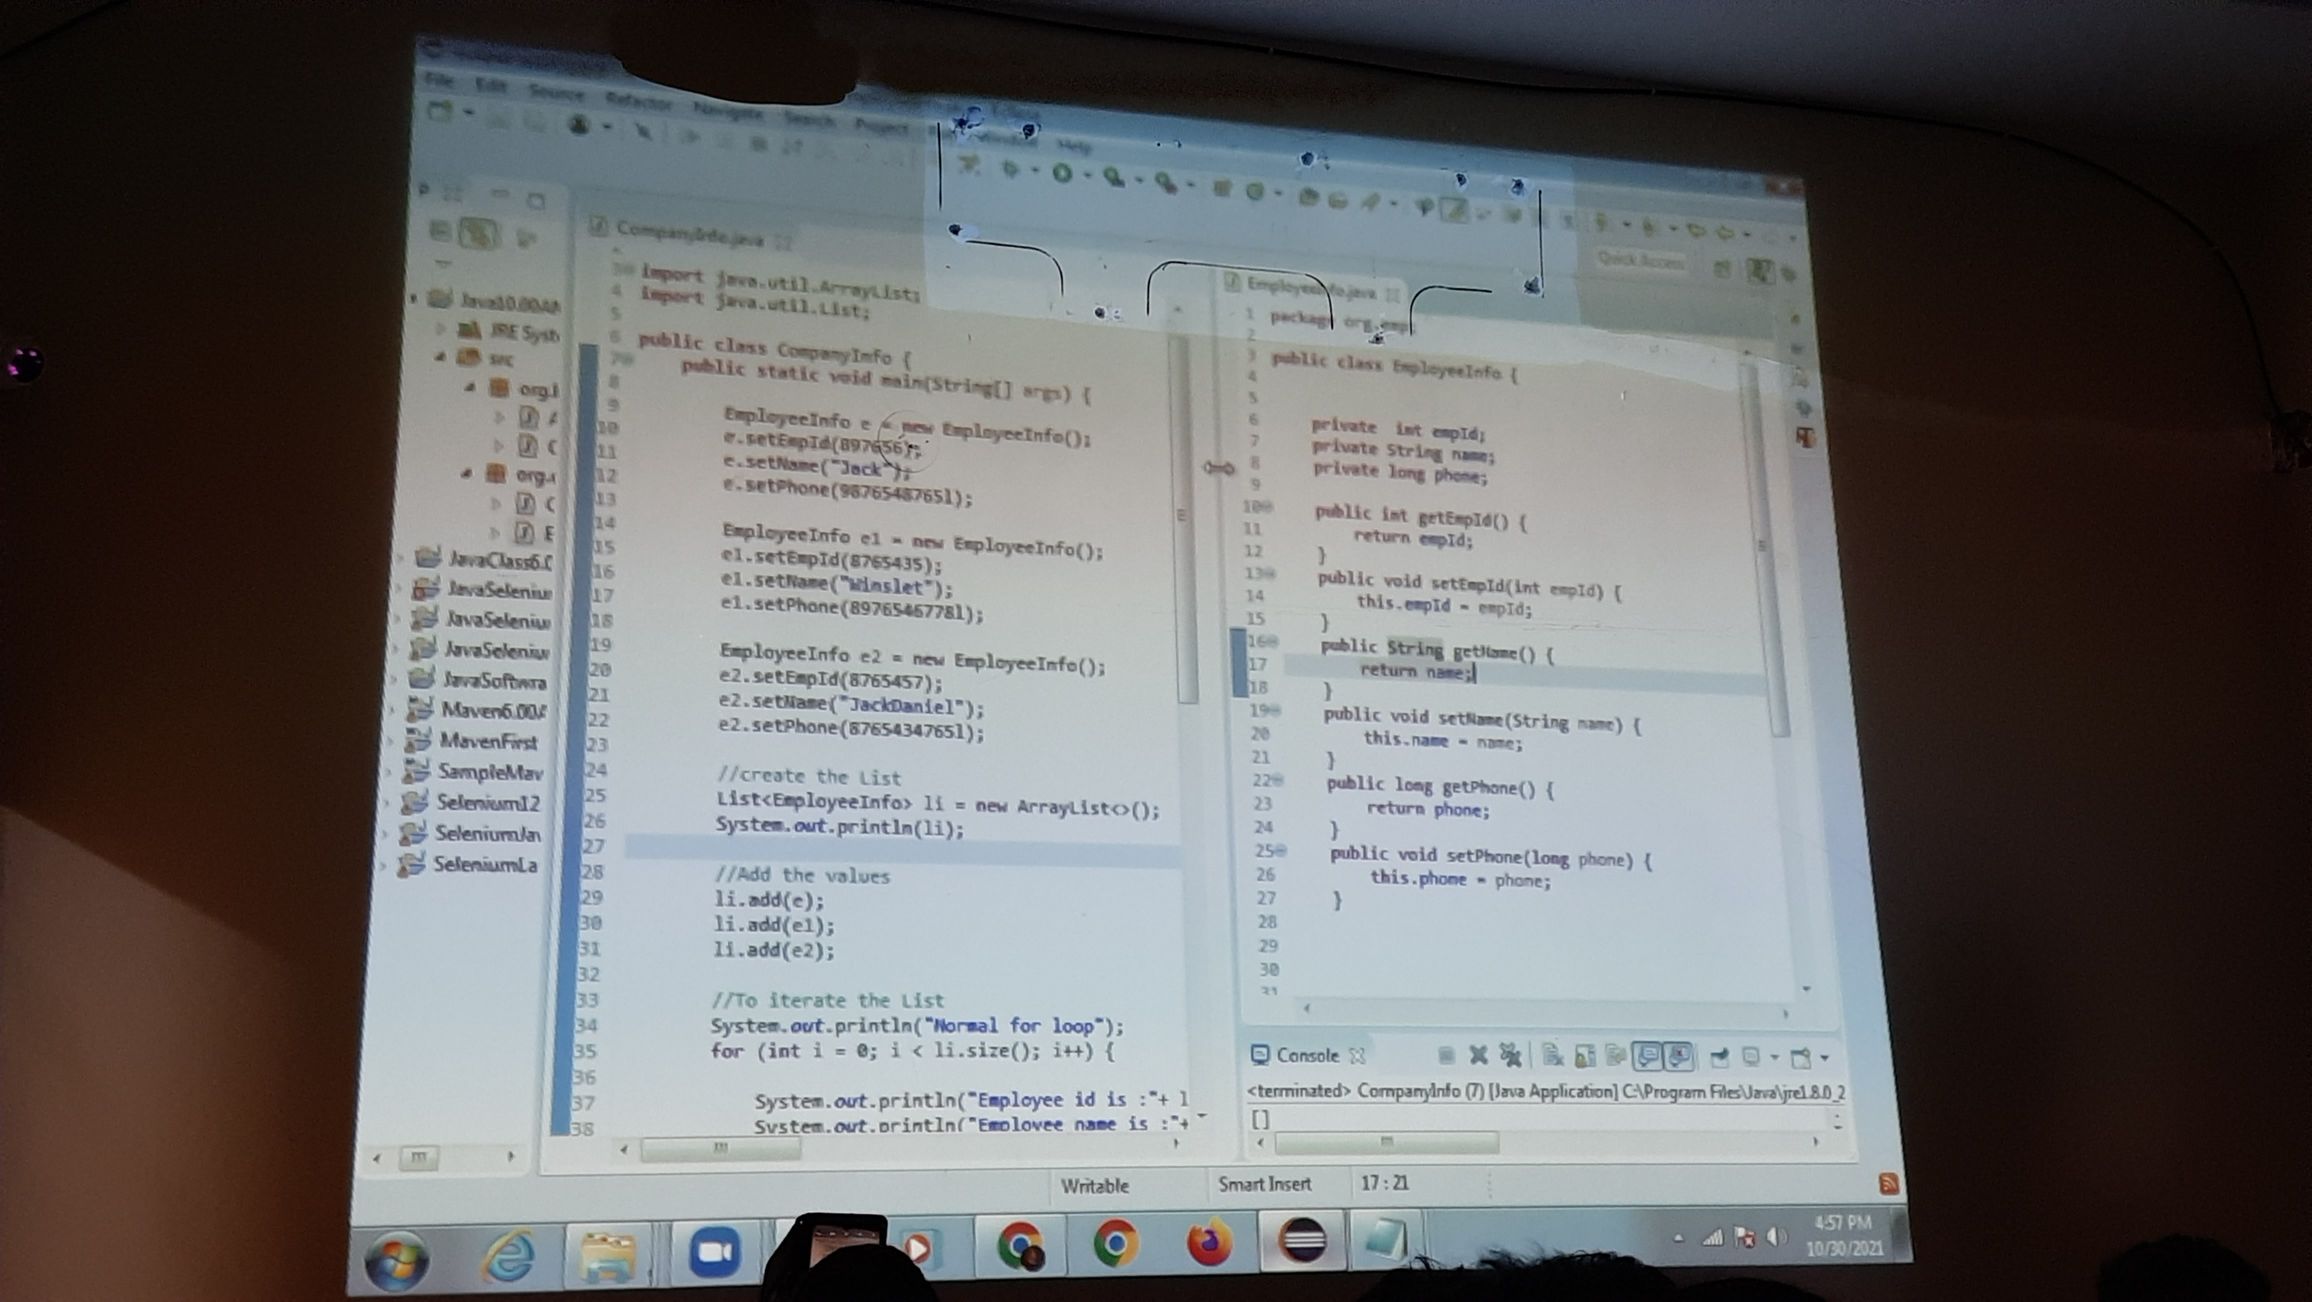 File Edit Source Refactor Navigate Search Project Window Help
Quick Access
Java10.00AM
JRE Syst
src
org.
org.
JavaClass6.0
JavaSeleniu
JavaSeleniu
JavaSeleniu
JavaSoftwa
Maven6.00A
MavenFirst
SampleMav
Selenium12
SeleniumJav
SeleniumLa
CompanyInfo.java
3 import java.util.ArrayList;
4 import java.util.List;
5
6 public class CompanyInfo {
7 public static void main(String[] args) {
8
9 EmployeeInfo e = new EmployeeInfo();
10 e.setEmpId(897656);
11 e.setName("Jack");
12 e.setPhone(9876548765l);
13
14 EmployeeInfo e1 = new EmployeeInfo();
15 e1.setEmpId(8765435);
16 e1.setName("Winslet");
17 e1.setPhone(8976546778l);
18
19 EmployeeInfo e2 = new EmployeeInfo();
20 e2.setEmpId(8765457);
21 e2.setName("JackDaniel");
22 e2.setPhone(8765434765l);
23
24 //create the List
25 List<EmployeeInfo> li = new ArrayList<>();
26 System.out.println(li);
27
28 //Add the values
29 li.add(e);
30 li.add(e1);
31 li.add(e2);
32
33 //To iterate the List
34 System.out.println("Normal for loop");
35 for (int i = 0; i < li.size(); i++) {
36
37 System.out.println("Employee id is :"+ l
38 System.out.println("Employee name is :"+
EmployeeInfo.java
1 package org.emp;
2
3 public class EmployeeInfo {
4
5
6 private int empId;
7 private String name;
8 private long phone;
9
10 public int getEmpId() {
11 return empId;
12 }
13 public void setEmpId(int empId) {
14 this.empId = empId;
15 }
16 public String getName() {
17 return name;
18 }
19 public void setName(String name) {
20 this.name = name;
21 }
22 public long getPhone() {
23 return phone;
24 }
25 public void setPhone(long phone) {
26 this.phone = phone;
27 }
28
29
30
31
Console
<terminated> CompanyInfo (7) [Java Application] C:\Program Files\Java\jre1.8.0_2
[]
Writable Smart Insert 17 : 21
4:57 PM
10/30/2021